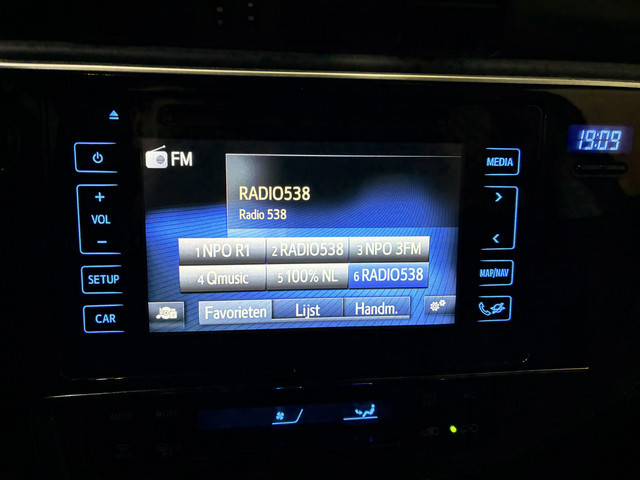 FM
MEDIA
19:09
RADIO538
Radio 538
VOL
1 NPO R1 2 RADIO538 3 NPO 3FM
4 Qmusic 5 100% NL 6 RADIO538
SETUP
MAP/NAV
CAR
Favorieten Lijst Handm.